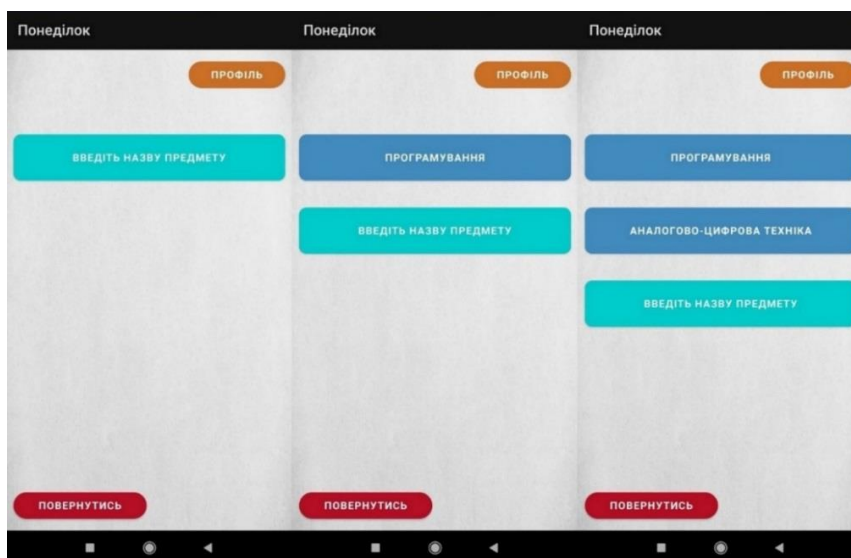 Понеділок
ПРОФІЛЬ
ВВЕДІТЬ НАЗВУ ПРЕДМЕТУ
ПОВЕРНУТИСЬ
Понеділок
ПРОФІЛЬ
ПРОГРАМУВАННЯ
ВВЕДІТЬ НАЗВУ ПРЕДМЕТУ
ПОВЕРНУТИСЬ
Понеділок
ПРОФІЛЬ
ПРОГРАМУВАННЯ
АНАЛОГОВО-ЦИФРОВА ТЕХНІКА
ВВЕДІТЬ НАЗВУ ПРЕДМЕТУ
ПОВЕРНУТИСЬ